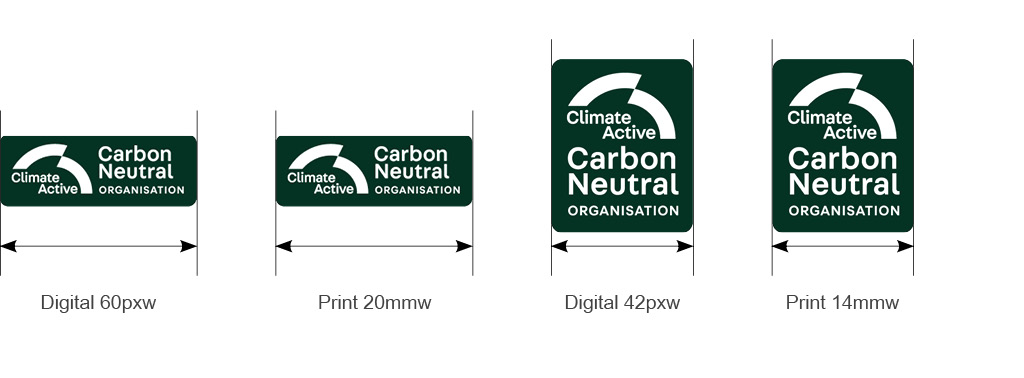 Climate
Active
Carbon
Neutral
ORGANISATION
Digital 60pxw
Climate
Active
Carbon
Neutral
ORGANISATION
Print 20mmw
Climate
Active
Carbon
Neutral
ORGANISATION
Digital 42pxw
Climate
Active
Carbon
Neutral
ORGANISATION
Print 14mmw